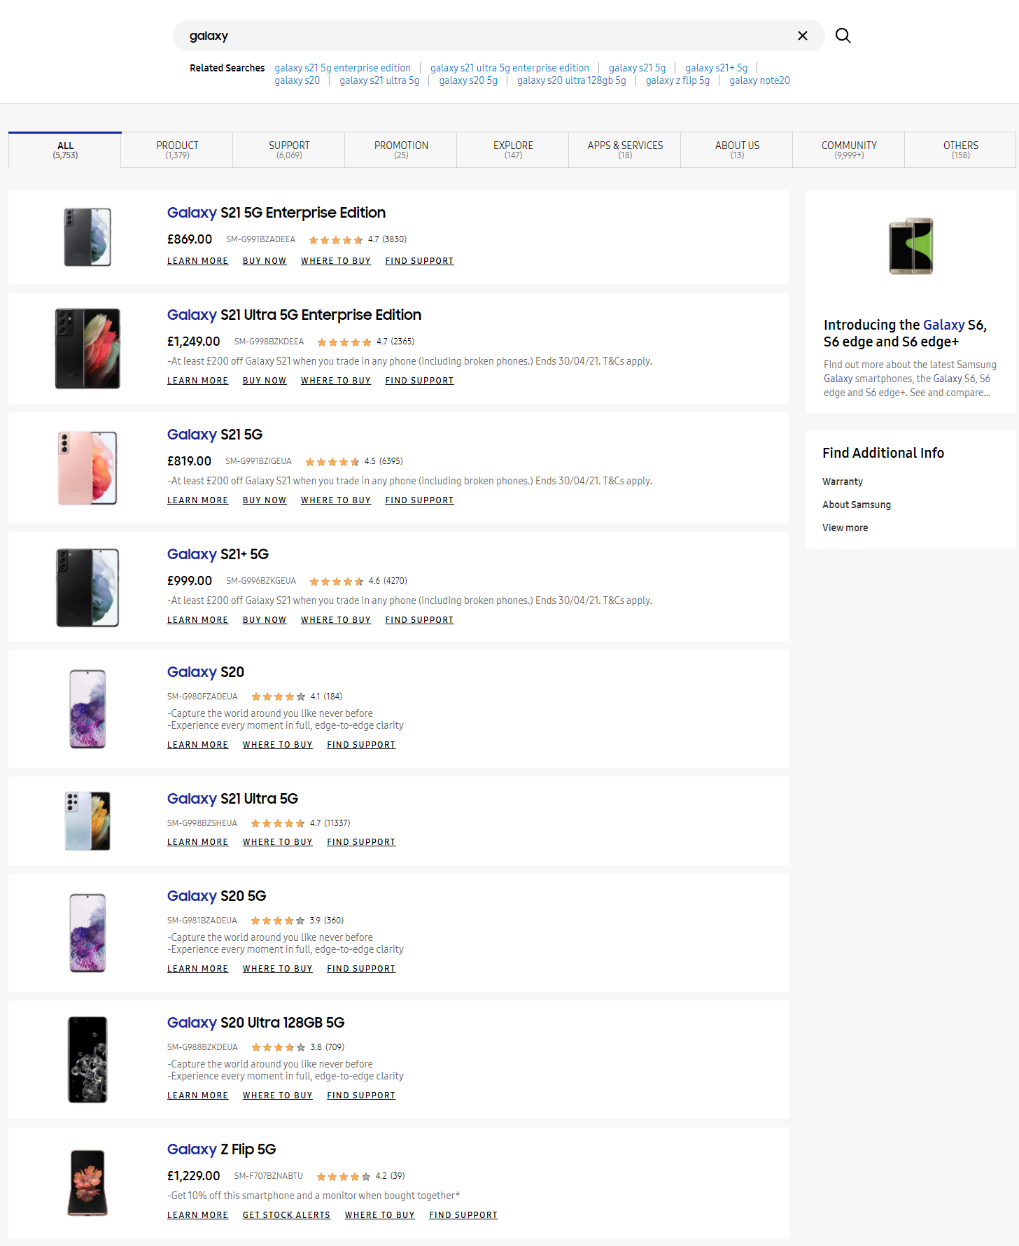 galaxy
Related Searches galaxy s21 5g enterprise edition galaxy s21 ultra 5g enterprise edition galaxy s21 5g galaxy s21+ 5g
galaxy s20 galaxy s21 ultra 5g galaxy s20 5g galaxy s20 ultra 128gb 5g galaxy z flip 5g galaxy note20
ALL
(5,753)
PRODUCT
(1,379)
SUPPORT
(6,069)
PROMOTION
(25)
EXPLORE
(147)
APPS & SERVICES
(18)
ABOUT US
(13)
COMMUNITY
(9,999+)
OTHERS
(158)
Galaxy S21 5G Enterprise Edition
£869.00 SM-G991BZADEEA 4.7 (3830)
LEARN MORE BUY NOW WHERE TO BUY FIND SUPPORT
Galaxy S21 Ultra 5G Enterprise Edition
£1,249.00 SM-G998BZKDEEA 4.7 (2365)
-At least £200 off Galaxy S21 when you trade in any phone (including broken phones.) Ends 30/04/21. T&Cs apply.
LEARN MORE BUY NOW WHERE TO BUY FIND SUPPORT
Galaxy S21 5G
£819.00 SM-G991BZIGEUA 4.5 (6395)
-At least £200 off Galaxy S21 when you trade in any phone (including broken phones.) Ends 30/04/21. T&Cs apply.
LEARN MORE BUY NOW WHERE TO BUY FIND SUPPORT
Galaxy S21+ 5G
£999.00 SM-G996BZKGEUA 4.6 (4270)
-At least £200 off Galaxy S21 when you trade in any phone (including broken phones.) Ends 30/04/21. T&Cs apply.
LEARN MORE BUY NOW WHERE TO BUY FIND SUPPORT
Galaxy S20
SM-G980FZADEUA 4.1 (184)
-Capture the world around you like never before
-Experience every moment in full, edge-to-edge clarity
LEARN MORE WHERE TO BUY FIND SUPPORT
Galaxy S21 Ultra 5G
SM-G998BZSHEUA 4.7 (11337)
LEARN MORE WHERE TO BUY FIND SUPPORT
Galaxy S20 5G
SM-G981BZADEUA 3.9 (360)
-Capture the world around you like never before
-Experience every moment in full, edge-to-edge clarity
LEARN MORE WHERE TO BUY FIND SUPPORT
Galaxy S20 Ultra 128GB 5G
SM-G988BZKDEUA 3.8 (709)
-Capture the world around you like never before
-Experience every moment in full, edge-to-edge clarity
LEARN MORE WHERE TO BUY FIND SUPPORT
Galaxy Z Flip 5G
£1,229.00 SM-F707BZNABTU 4.2 (39)
-Get 10% off this smartphone and a monitor when bought together*
LEARN MORE GET STOCK ALERTS WHERE TO BUY FIND SUPPORT
Introducing the Galaxy S6,
S6 edge and S6 edge+
Find out more about the latest Samsung
Galaxy smartphones, the Galaxy S6, S6
edge and S6 edge+. See and compare...
Find Additional Info
Warranty
About Samsung
View more